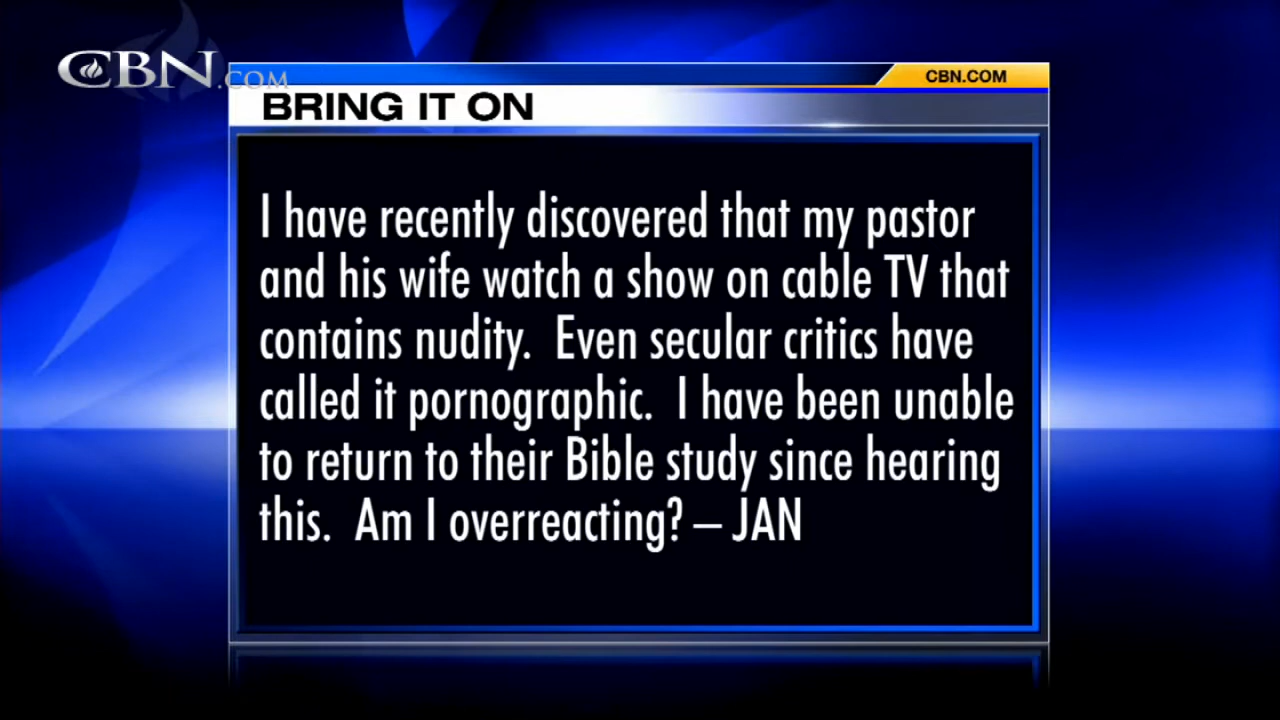 CBN.COM
CBN.COM
BRING IT ON
I have recently discovered that my pastor
and his wife watch a show on cable TV that
contains nudity.  Even secular critics have
called it pornographic.  I have been unable
to return to their Bible study since hearing
this.  Am I overreacting? – JAN